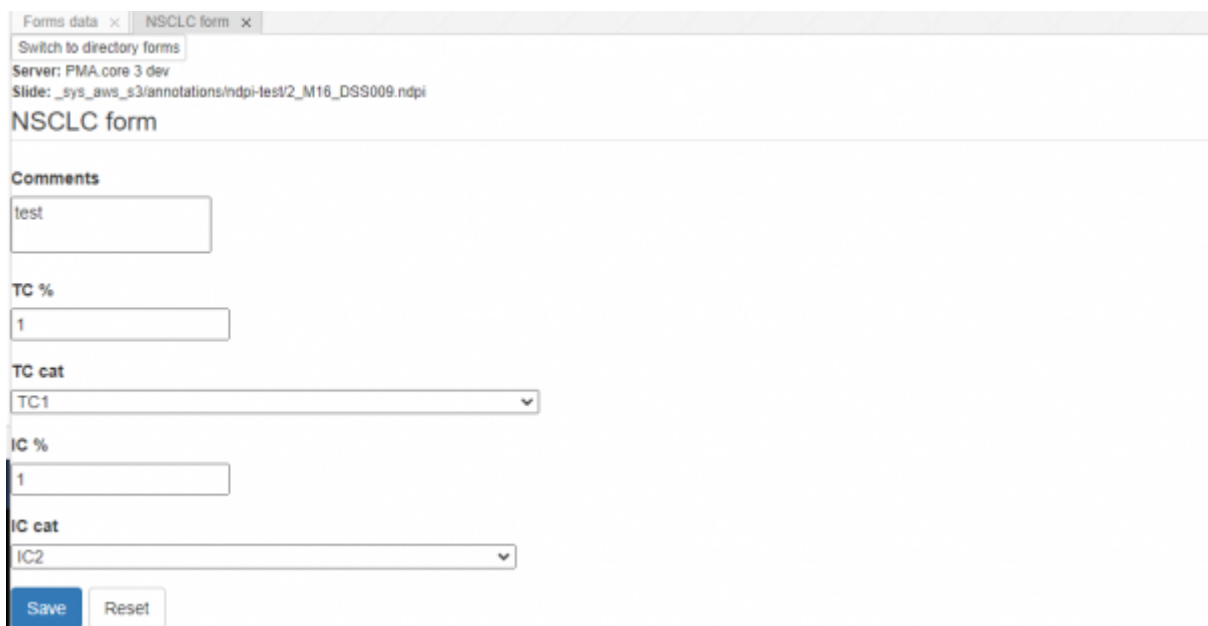 Forms data × NSCLC form ×
Switch to directory forms
Server: PMA.core 3 dev
Slide: _sys_aws_s3/annotations/ndpi-test/2_M16_DSS009.ndpi
NSCLC form
Comments
test
TC %
1
TC cat
TC1
IC %
1
IC cat
IC2
Save Reset